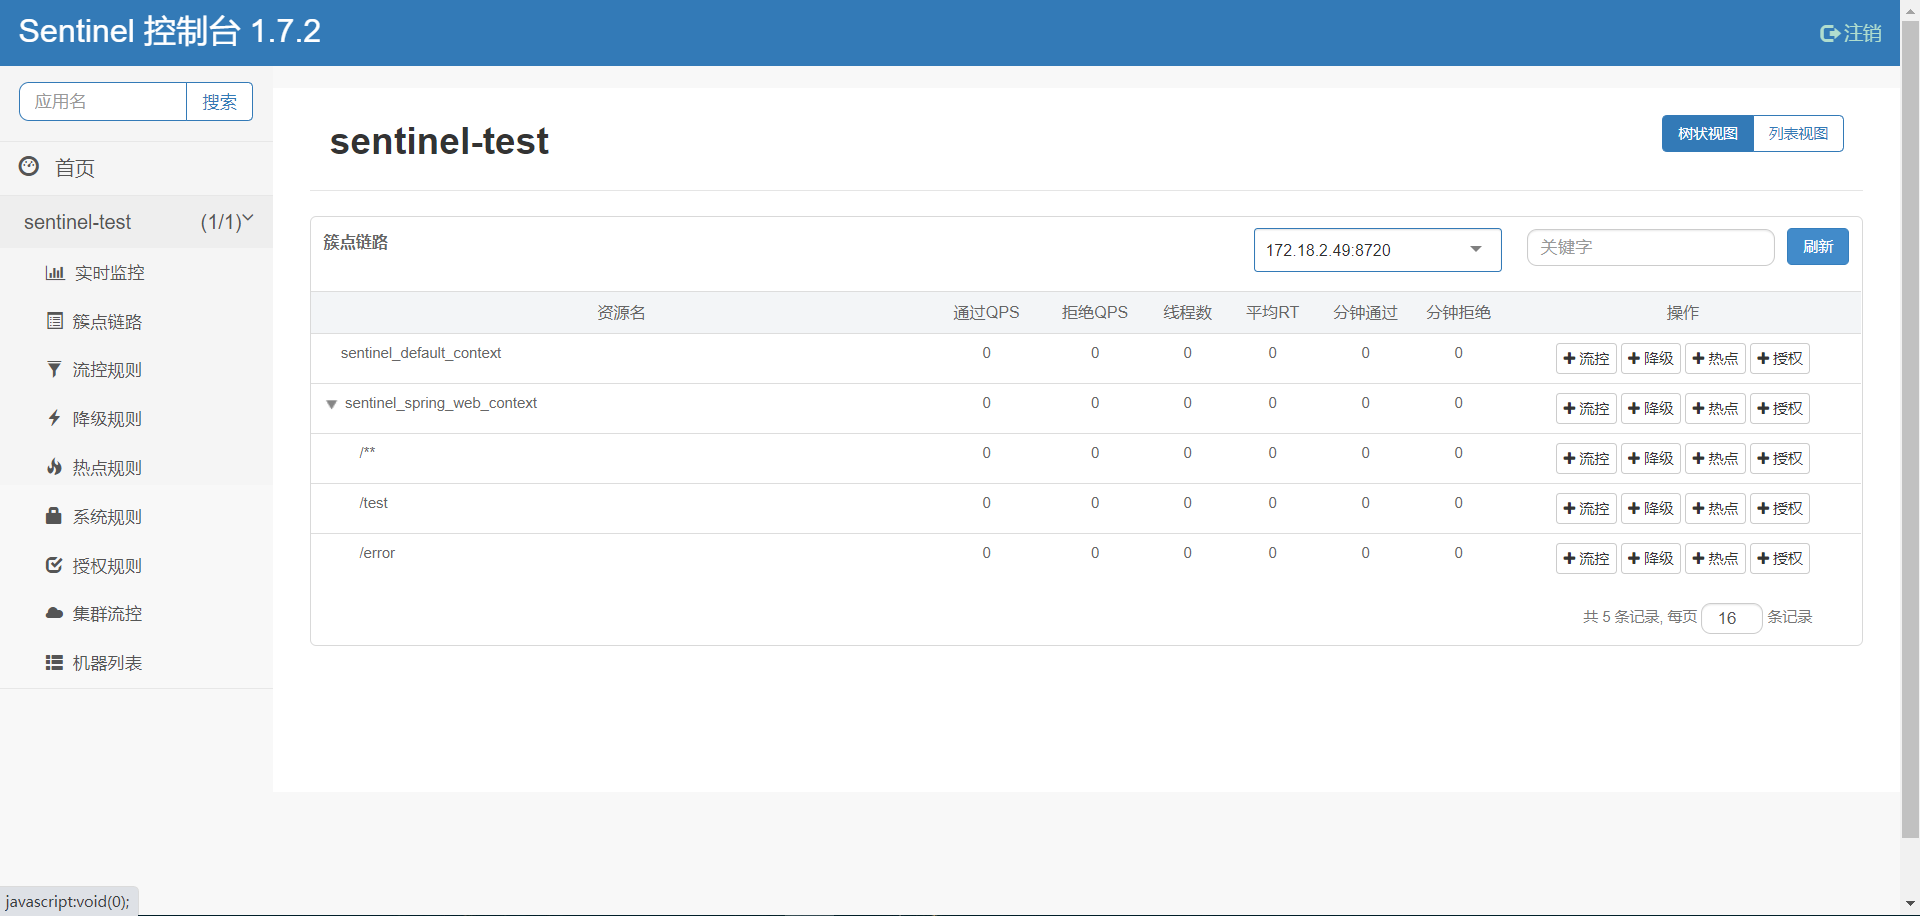 Sentinel 控制台 1.7.2
注销
应用名
搜索
首页
sentinel-test (1/1)
实时监控
簇点链路
流控规则
降级规则
热点规则
系统规则
授权规则
集群流控
机器列表
sentinel-test
树状视图 列表视图
簇点链路
172.18.2.49:8720
关键字
刷新
资源名 通过QPS 拒绝QPS 线程数 平均RT 分钟通过 分钟拒绝 操作
sentinel_default_context 0 0 0 0 0 0 流控 降级 热点 授权
sentinel_spring_web_context 0 0 0 0 0 0 流控 降级 热点 授权
/** 0 0 0 0 0 0 流控 降级 热点 授权
/test 0 0 0 0 0 0 流控 降级 热点 授权
/error 0 0 0 0 0 0 流控 降级 热点 授权
共 5 条记录, 每页 16 条记录
javascript:void(0);